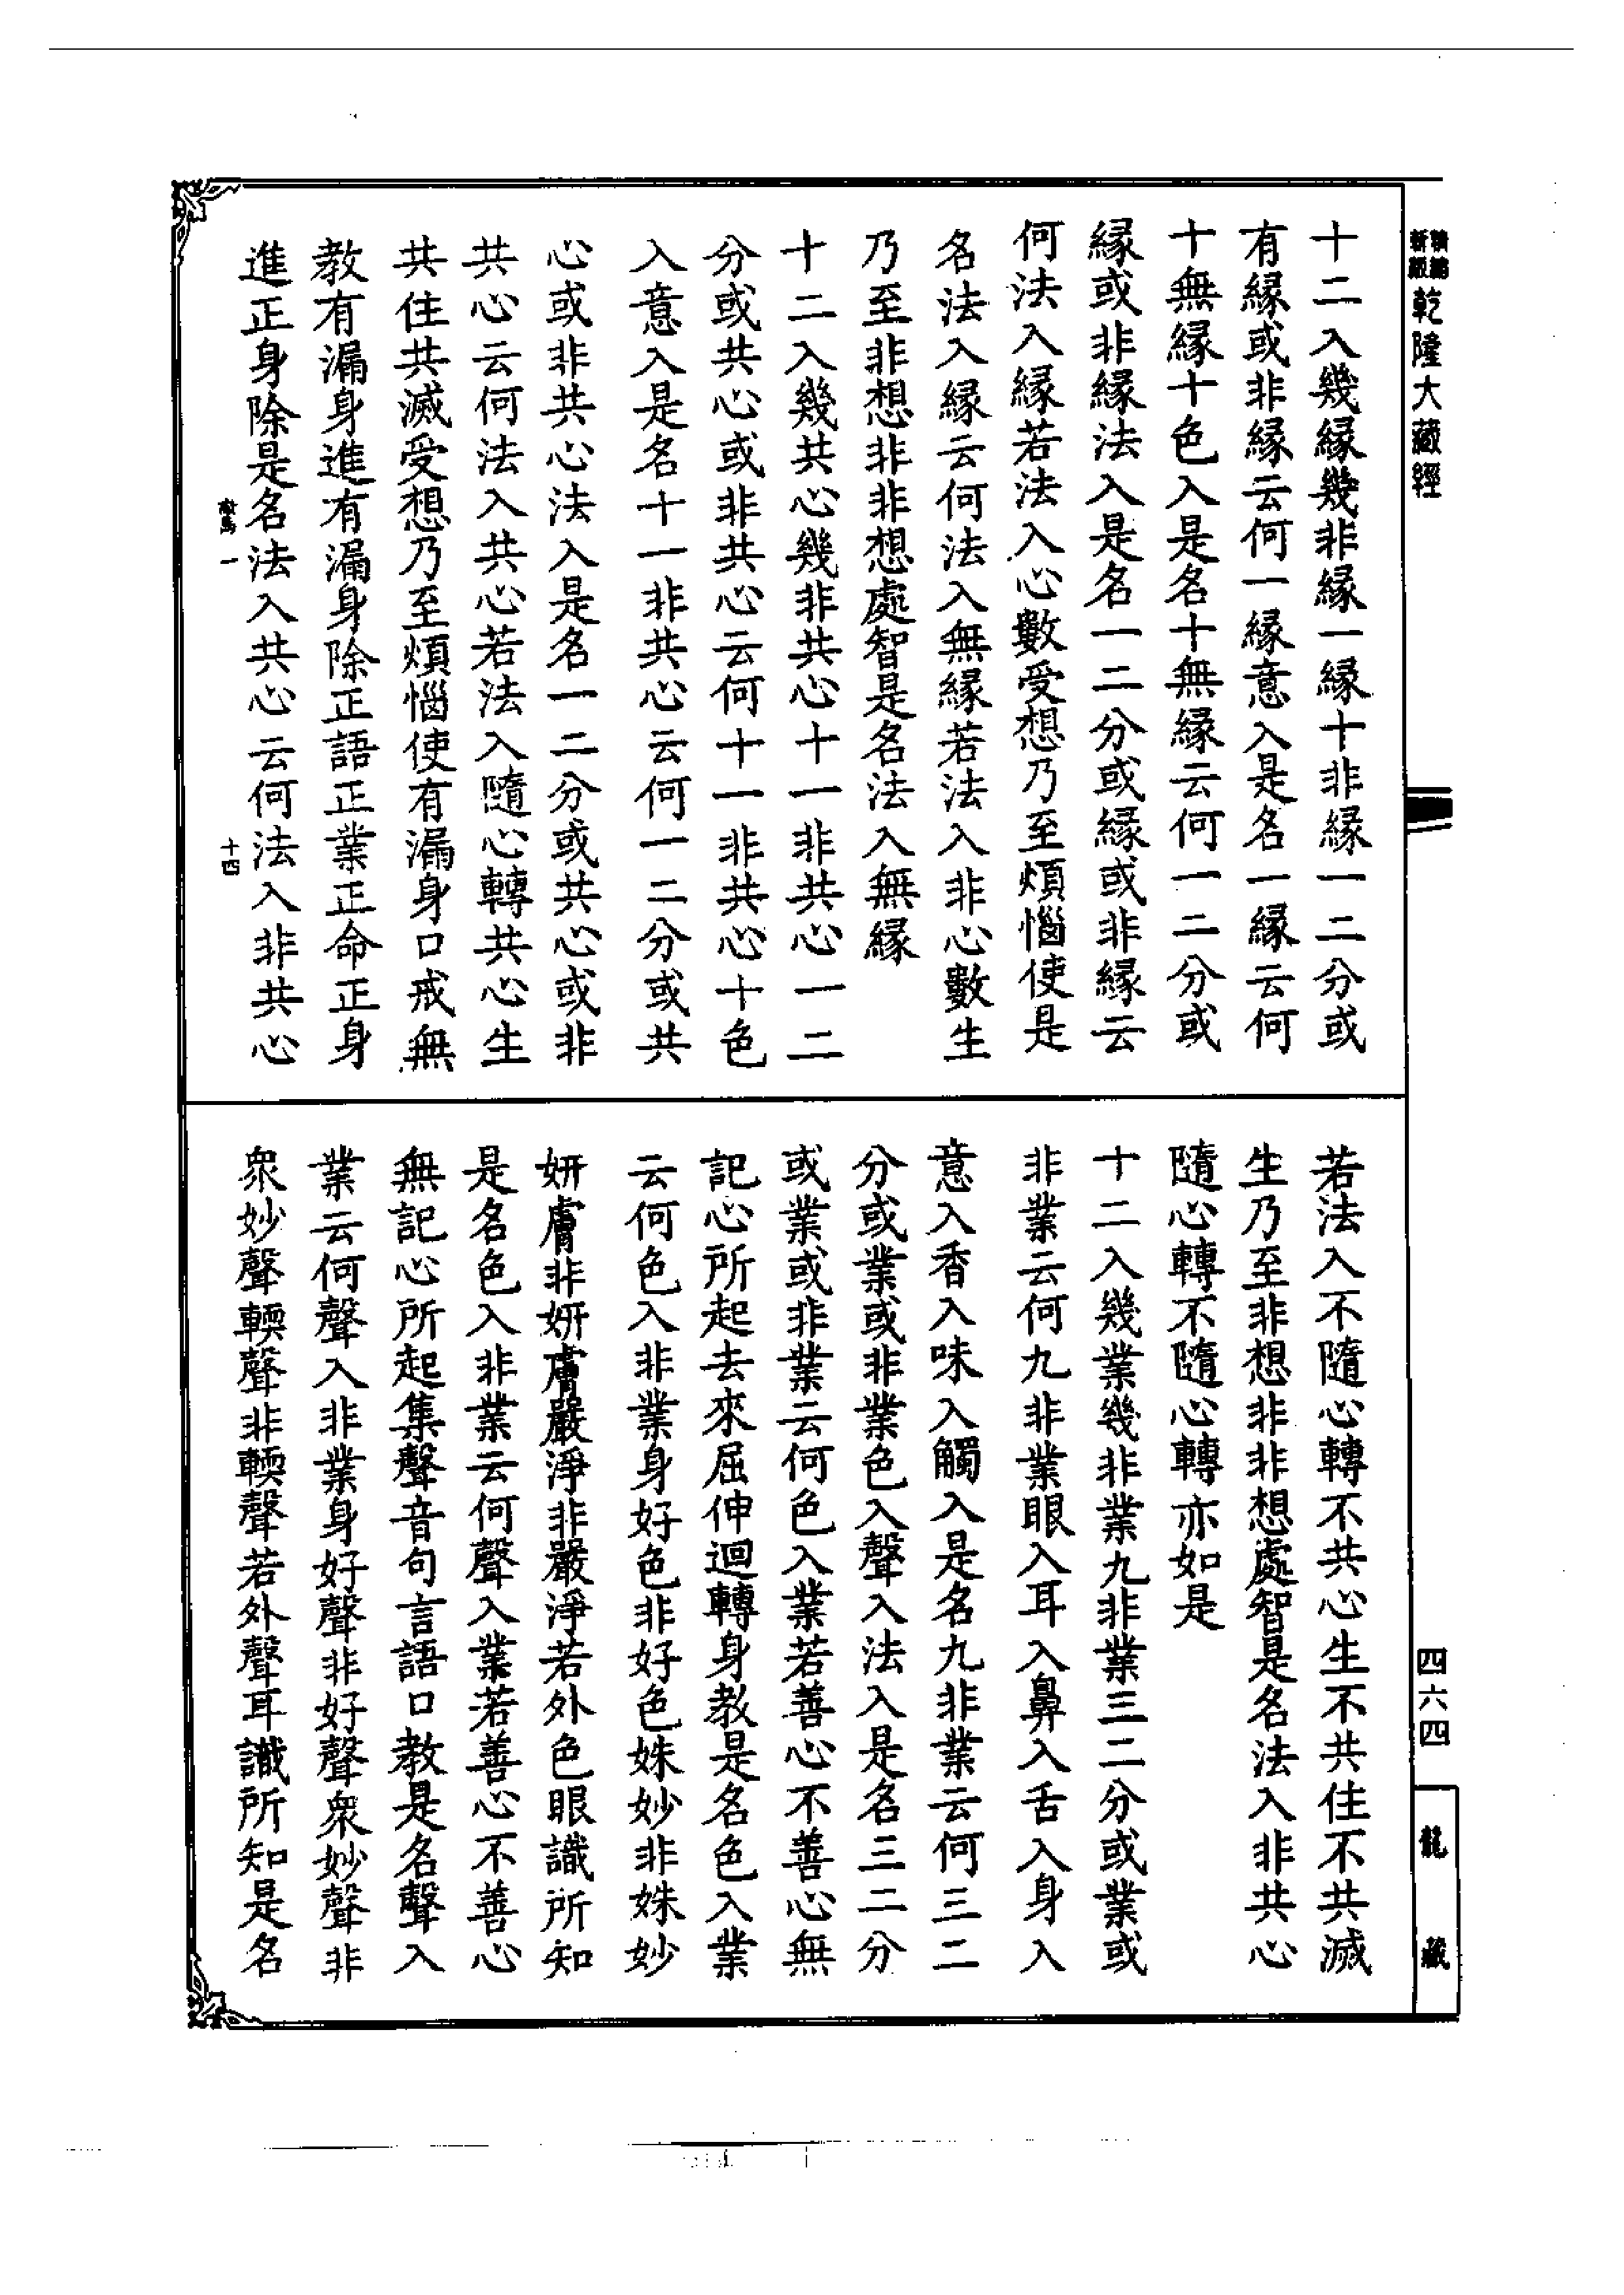 乾隆大藏經
十二入幾緣幾非緣一緣十非緣一二分或
有緣或非緣云何一緣意入是名一緣云何
十無緣十色入是名十無緣云何一二分或
緣或非緣法入是名一二分或緣或非緣云
何法入緣若法入心數受想乃至煩惱使是
名法入緣云何法入無緣若法入非心數生
乃至非想非非想處智是名法入無緣
十二入幾共心幾非共心十一非共心一二
分或共心或非共心云何十一非共心十色
入意入是名十一非共心云何一二分或共
心或非共心法入是名一二分或共心或非
共心云何法入共心若法入隨心轉共心生
共住共滅受想乃至煩惱使有漏身口戒無
教有漏身進有漏身除正語正業正命正身
進正身除是名法入共心云何法入非共心
一
十四
若法入不隨心轉不共心生不共住不共滅
生乃至非想非非想處智是名法入非共心
隨心轉不隨心轉亦如是
十二入幾業幾非業九非業三二分或業或
非業云何九非業眼入耳入鼻入舌入身入
意入香入味入觸入是名九非業云何三二
分或業或非業色入聲入法入是名三二分
或業或非業云何色入業若善心不善心無
記心所起去來屈伸迴轉身教是名色入業
云何色入非業身好色非好色姝妙非姝妙
妍膚非妍膚嚴淨非嚴淨若外色眼識所知
是名色入非業云何聲入業若善心不善心
無記心所起集聲音句言語口教是名聲入
業云何聲入非業身好聲非好聲衆妙聲非
衆妙聲輭聲非輭聲若外聲耳識所知是名
四六四
龍藏